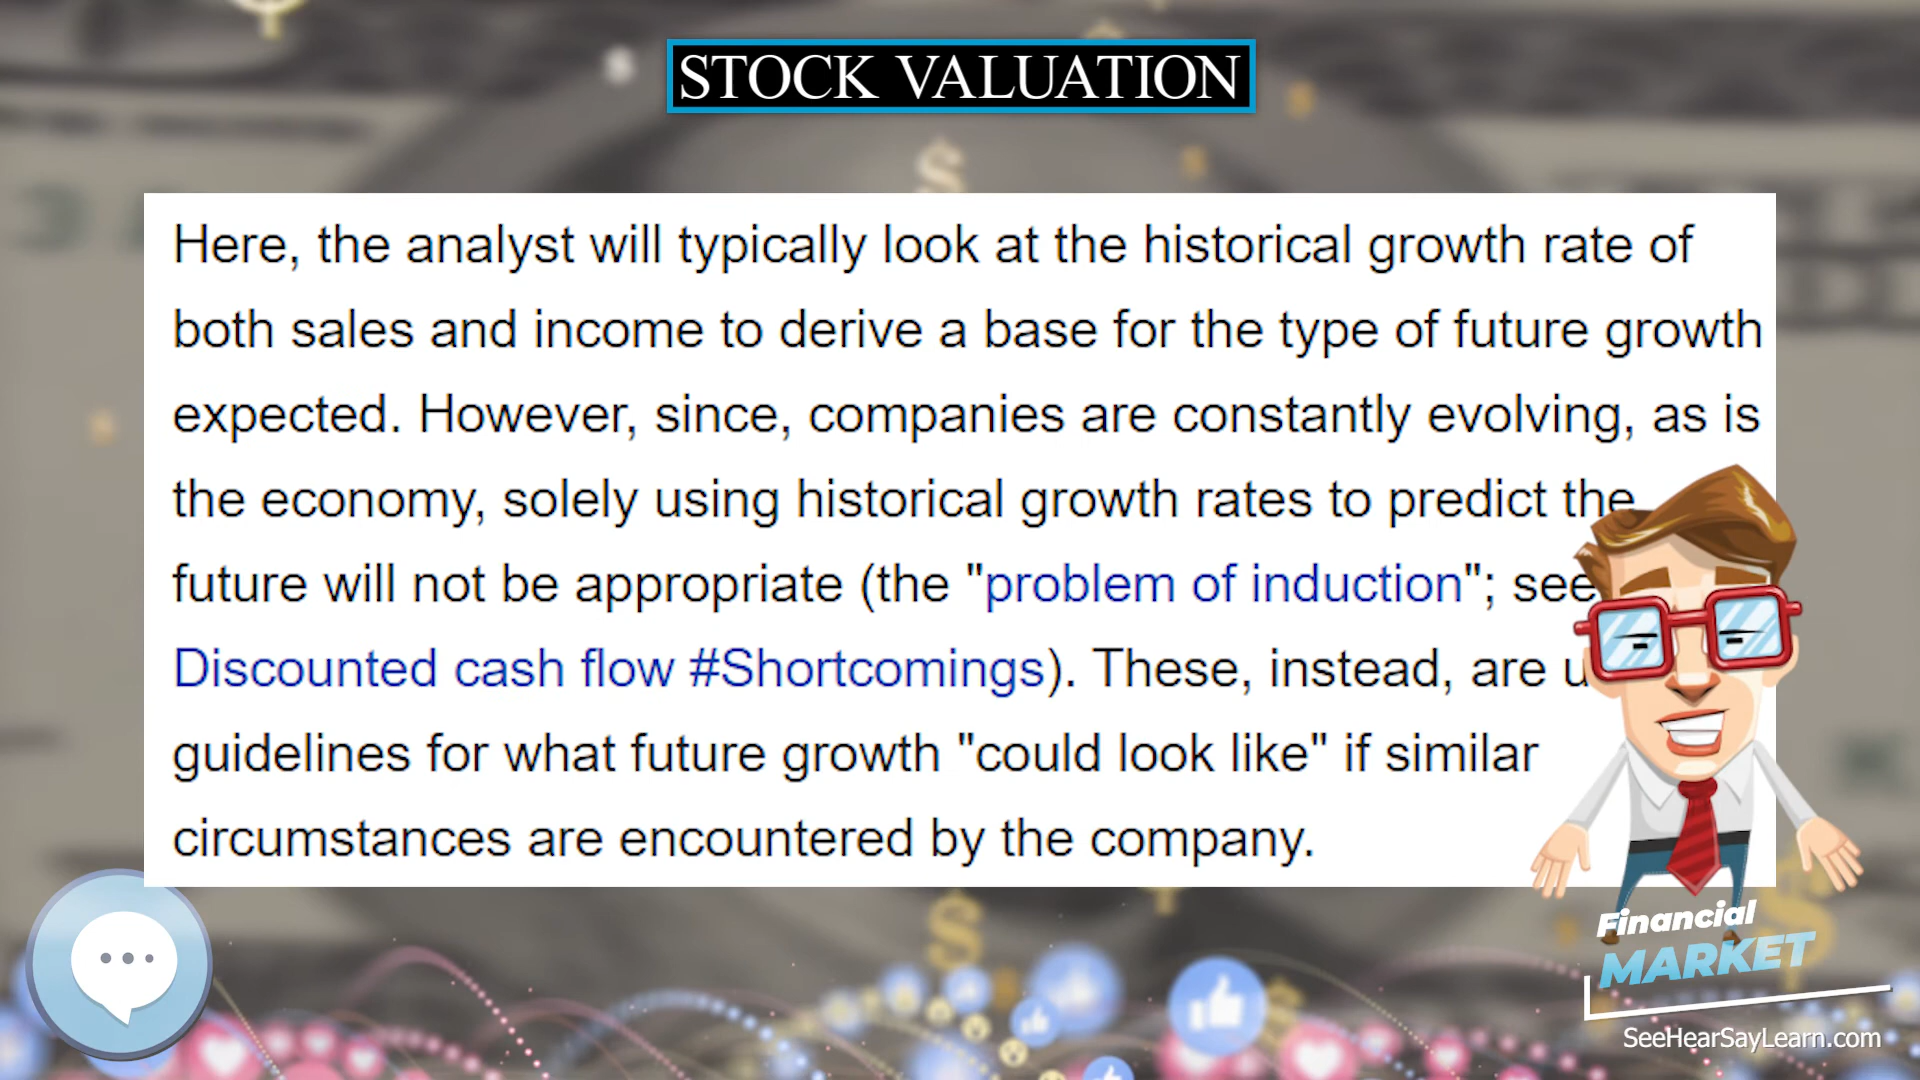 STOCK VALUATION
Here, the analyst will typically look at the historical growth rate of
both sales and income to derive a base for the type of future growth
expected. However, since, companies are constantly evolving, as is
the economy, solely using historical growth rates to predict the
future will not be appropriate (the "problem of induction"; see
Discounted cash flow #Shortcomings). These, instead, are
guidelines for what future growth "could look like" if similar
circumstances are encountered by the company.
Financial
MARKET
SeeHearSayLearn.com